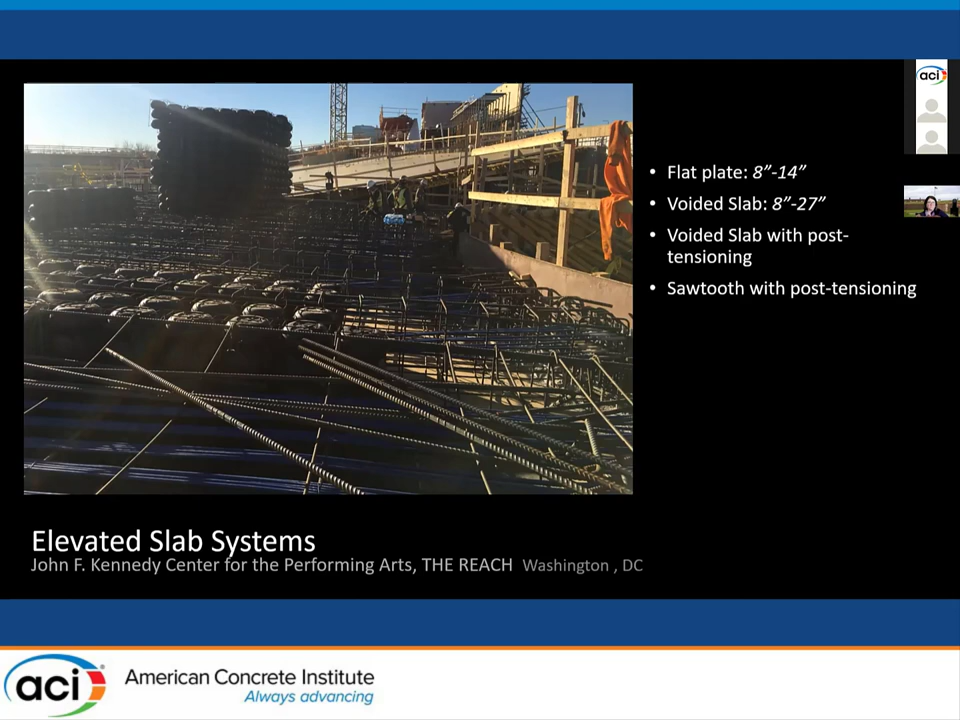 aci
• Flat plate: 8”-14”
• Voided Slab: 8”-27”
• Voided Slab with post-
tensioning
• Sawtooth with post-tensioning
Elevated Slab Systems
John F. Kennedy Center for the Performing Arts, THE REACH Washington , DC
aci®
American Concrete Institute
Always advancing